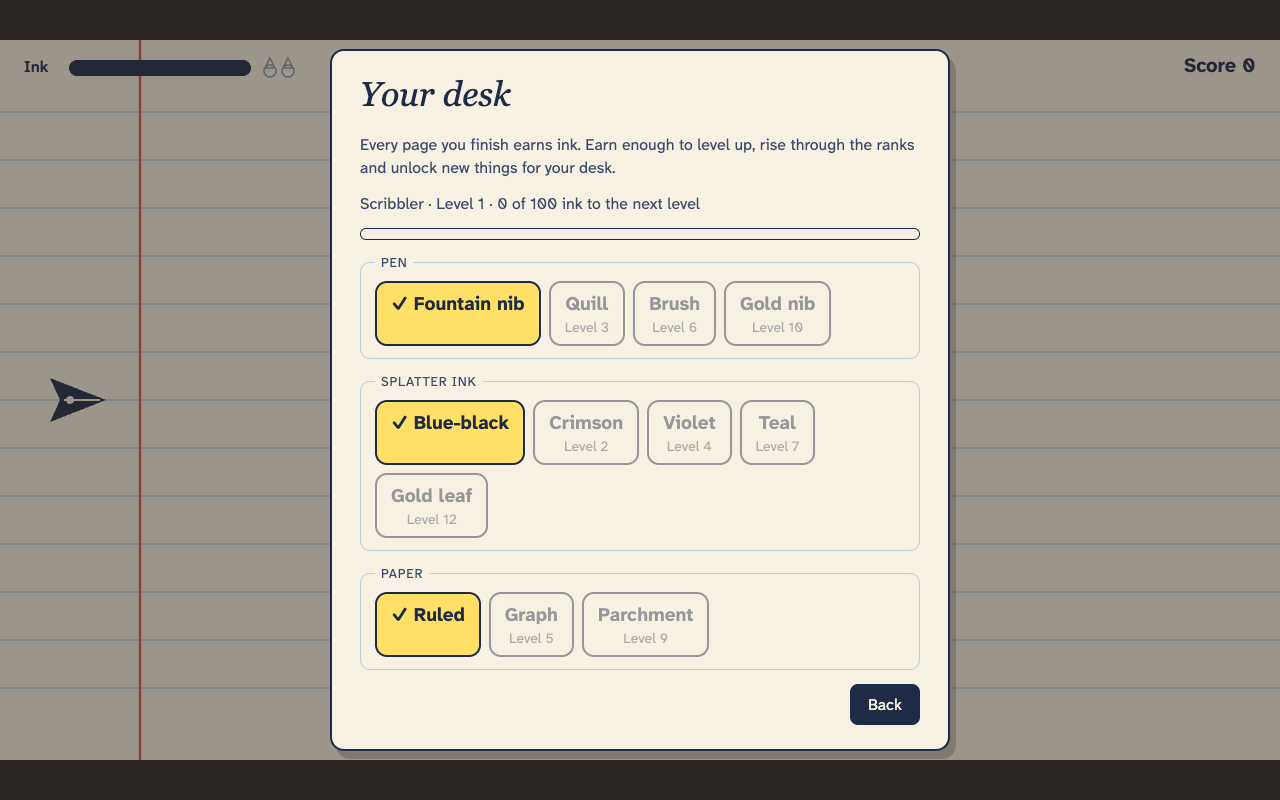 Ink
Score 0
Your desk
Every page you finish earns ink. Earn enough to level up, rise through the ranks
and unlock new things for your desk.
Scribbler · Level 1 · 0 of 100 ink to the next level
PEN
✓ Fountain nib
Quill
Level 3
Brush
Level 6
Gold nib
Level 10
SPLATTER INK
✓ Blue-black
Crimson
Level 2
Violet
Level 4
Teal
Level 7
Gold leaf
Level 12
PAPER
✓ Ruled
Graph
Level 5
Parchment
Level 9
Back